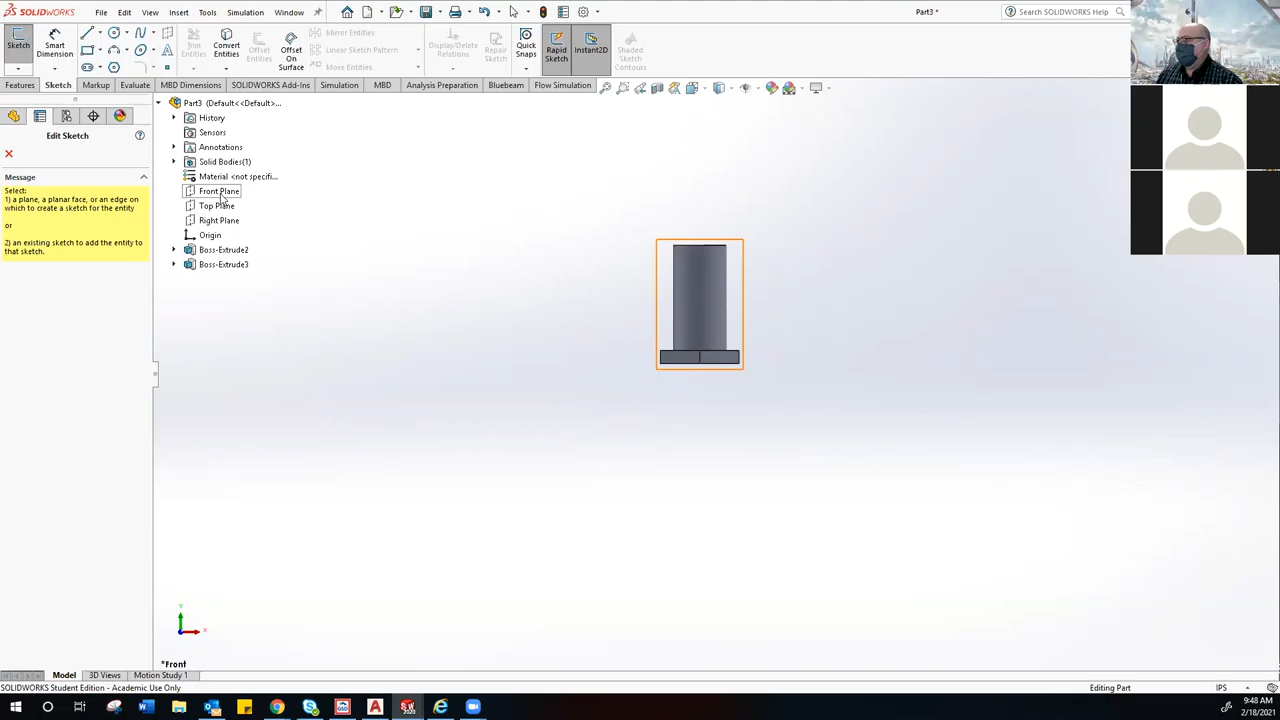 SOLIDWORKS
File Edit View Insert Tools Simulation Window
Part3 *
Search SOLIDWORKS Help
Sketch
Smart Dimension
Trim Entities
Convert Entities
Offset Entities
Offset On Surface
Mirror Entities
Linear Sketch Pattern
Move Entities
Display/Delete Relations
Repair Sketch
Quick Snaps
Rapid Sketch
Instant2D
Shaded Sketch Contours
Features Sketch Markup Evaluate MBD Dimensions SOLIDWORKS Add-Ins Simulation MBD Analysis Preparation Bluebeam Flow Simulation
Edit Sketch
Message
Select:
1) a plane, a planar face, or an edge on
which to create a sketch for the entity
or
2) an existing sketch to add the entity to
that sketch.
Part3 (Default<<Default>...
History
Sensors
Annotations
Solid Bodies(1)
Material <not specifi...
Front Plane
Top Plane
Right Plane
Origin
Boss-Extrude2
Boss-Extrude3
Y
X
*Front
Model 3D Views Motion Study 1
SOLIDWORKS Student Edition - Academic Use Only
Editing Part
IPS
9:48 AM
2/18/2021